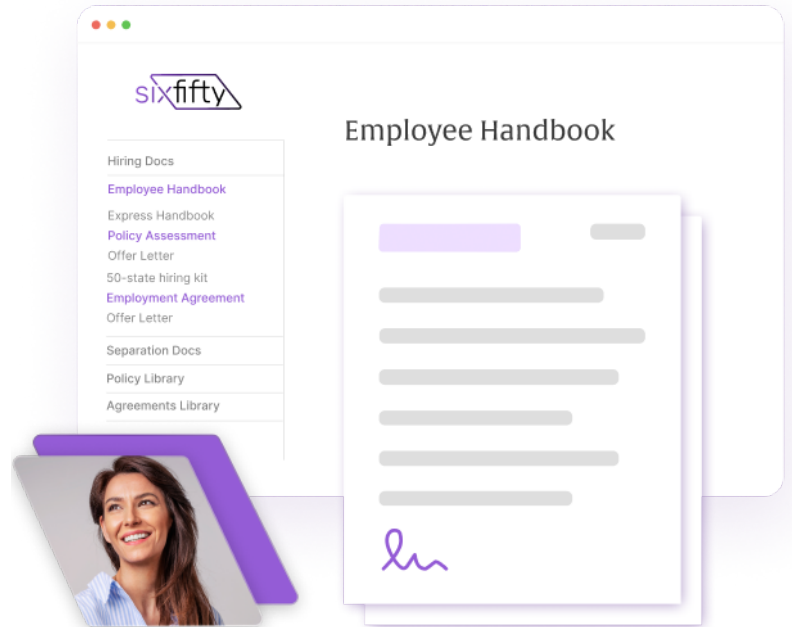 sixfifty
Employee Handbook
Hiring Docs
Employee Handbook
Express Handbook
Policy Assessment
Offer Letter
50-state hiring kit
Employment Agreement
Offer Letter
Separation Docs
Policy Library
Agreements Library